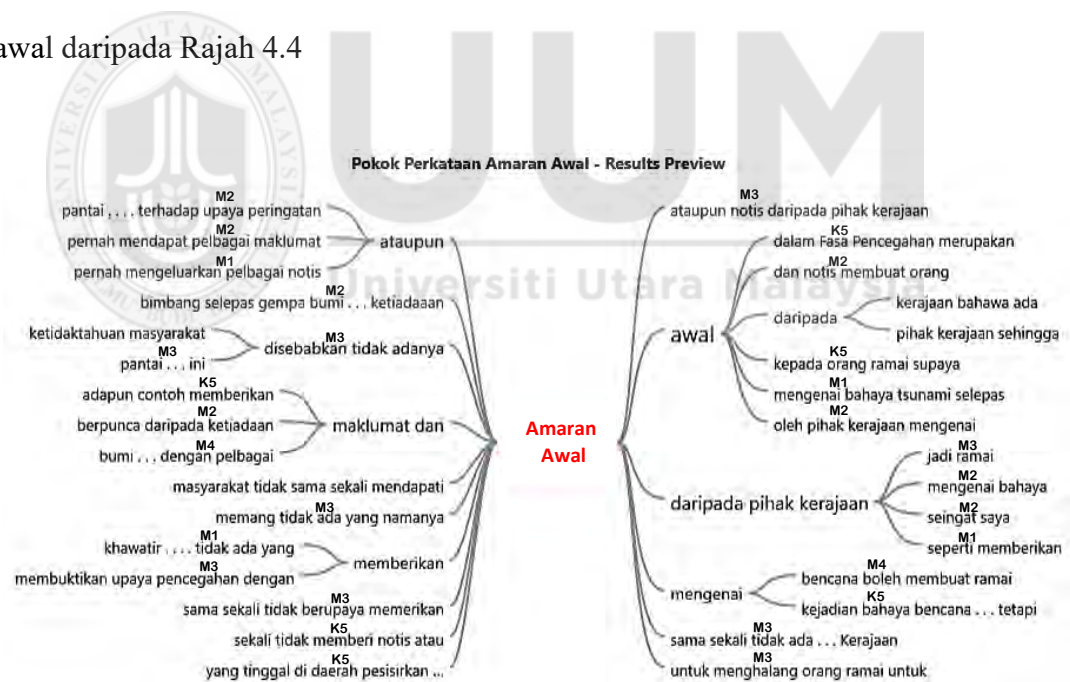 awal daripada Rajah 4.4
UUM
UNIVERSITI UTARA MALAYSIA
Universiti Utara Malaysia
Pokok Perkataan Amaran Awal - Results Preview
M2
pantai , . . . terhadap upaya peringatan
M2
pernah mendapat pelbagai maklumat
M1
pernah mengeluarkan pelbagai notis
ataupun
M2
bimbang selepas gempa bumi . . . ketiadaaan
ketidaktahuan masyarakat
M3
pantai . . . ini
M3
disebabkan tidak adanya
K5
adapun contoh memberikan
M2
berpunca daripada ketiadaan
M4
bumi . . . dengan pelbagai
maklumat dan
masyarakat tidak sama sekali mendapati
M3
memang tidak ada yang namanya
M1
khawatir . . . . tidak ada yang
M3
membuktikan upaya pencegahan dengan
memberikan
M3
sama sekali tidak berupaya memerikan
K5
sekali tidak memberi notis atau
K5
yang tinggal di daerah pesisirkan ...
Amaran
Awal
M3
ataupun notis daripada pihak kerajaan
awal
K5
dalam Fasa Pencegahan merupakan
M2
dan notis membuat orang
daripada
kerajaan bahawa ada
pihak kerajaan sehingga
K5
kepada orang ramai supaya
M1
mengenai bahaya tsunami selepas
M2
oleh pihak kerajaan mengenai
daripada pihak kerajaan
M3
jadi ramai
M2
mengenai bahaya
M2
seingat saya
M1
seperti memberikan
mengenai
M4
bencana boleh membuat ramai
K5
kejadian bahaya bencana . . . tetapi
M3
sama sekali tidak ada . . . Kerajaan
M3
untuk menghalang orang ramai untuk